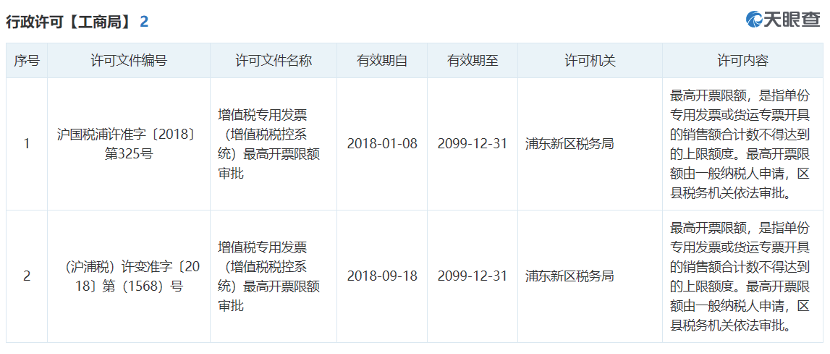 行政许可【工商局】 2
天眼查
序号 许可文件编号 许可文件名称 有效期自 有效期至 许可机关 许可内容
1
沪国税浦许准字〔2018〕
第325号
增值税专用发票
（增值税税控系
统）最高开票限额
审批
2018-01-08
2099-12-31
浦东新区税务局
最高开票限额，是指单份
专用发票或货运专票开具
的销售额合计数不得达到
的上限额度。最高开票限
额由一般纳税人申请，区
县税务机关依法审批。
2
（沪浦税）许变准字〔20
18〕第（1568）号
增值税专用发票
（增值税税控系
统）最高开票限额
审批
2018-09-18
2099-12-31
浦东新区税务局
最高开票限额，是指单份
专用发票或货运专票开具
的销售额合计数不得达到
的上限额度。最高开票限
额由一般纳税人申请，区
县税务机关依法审批。